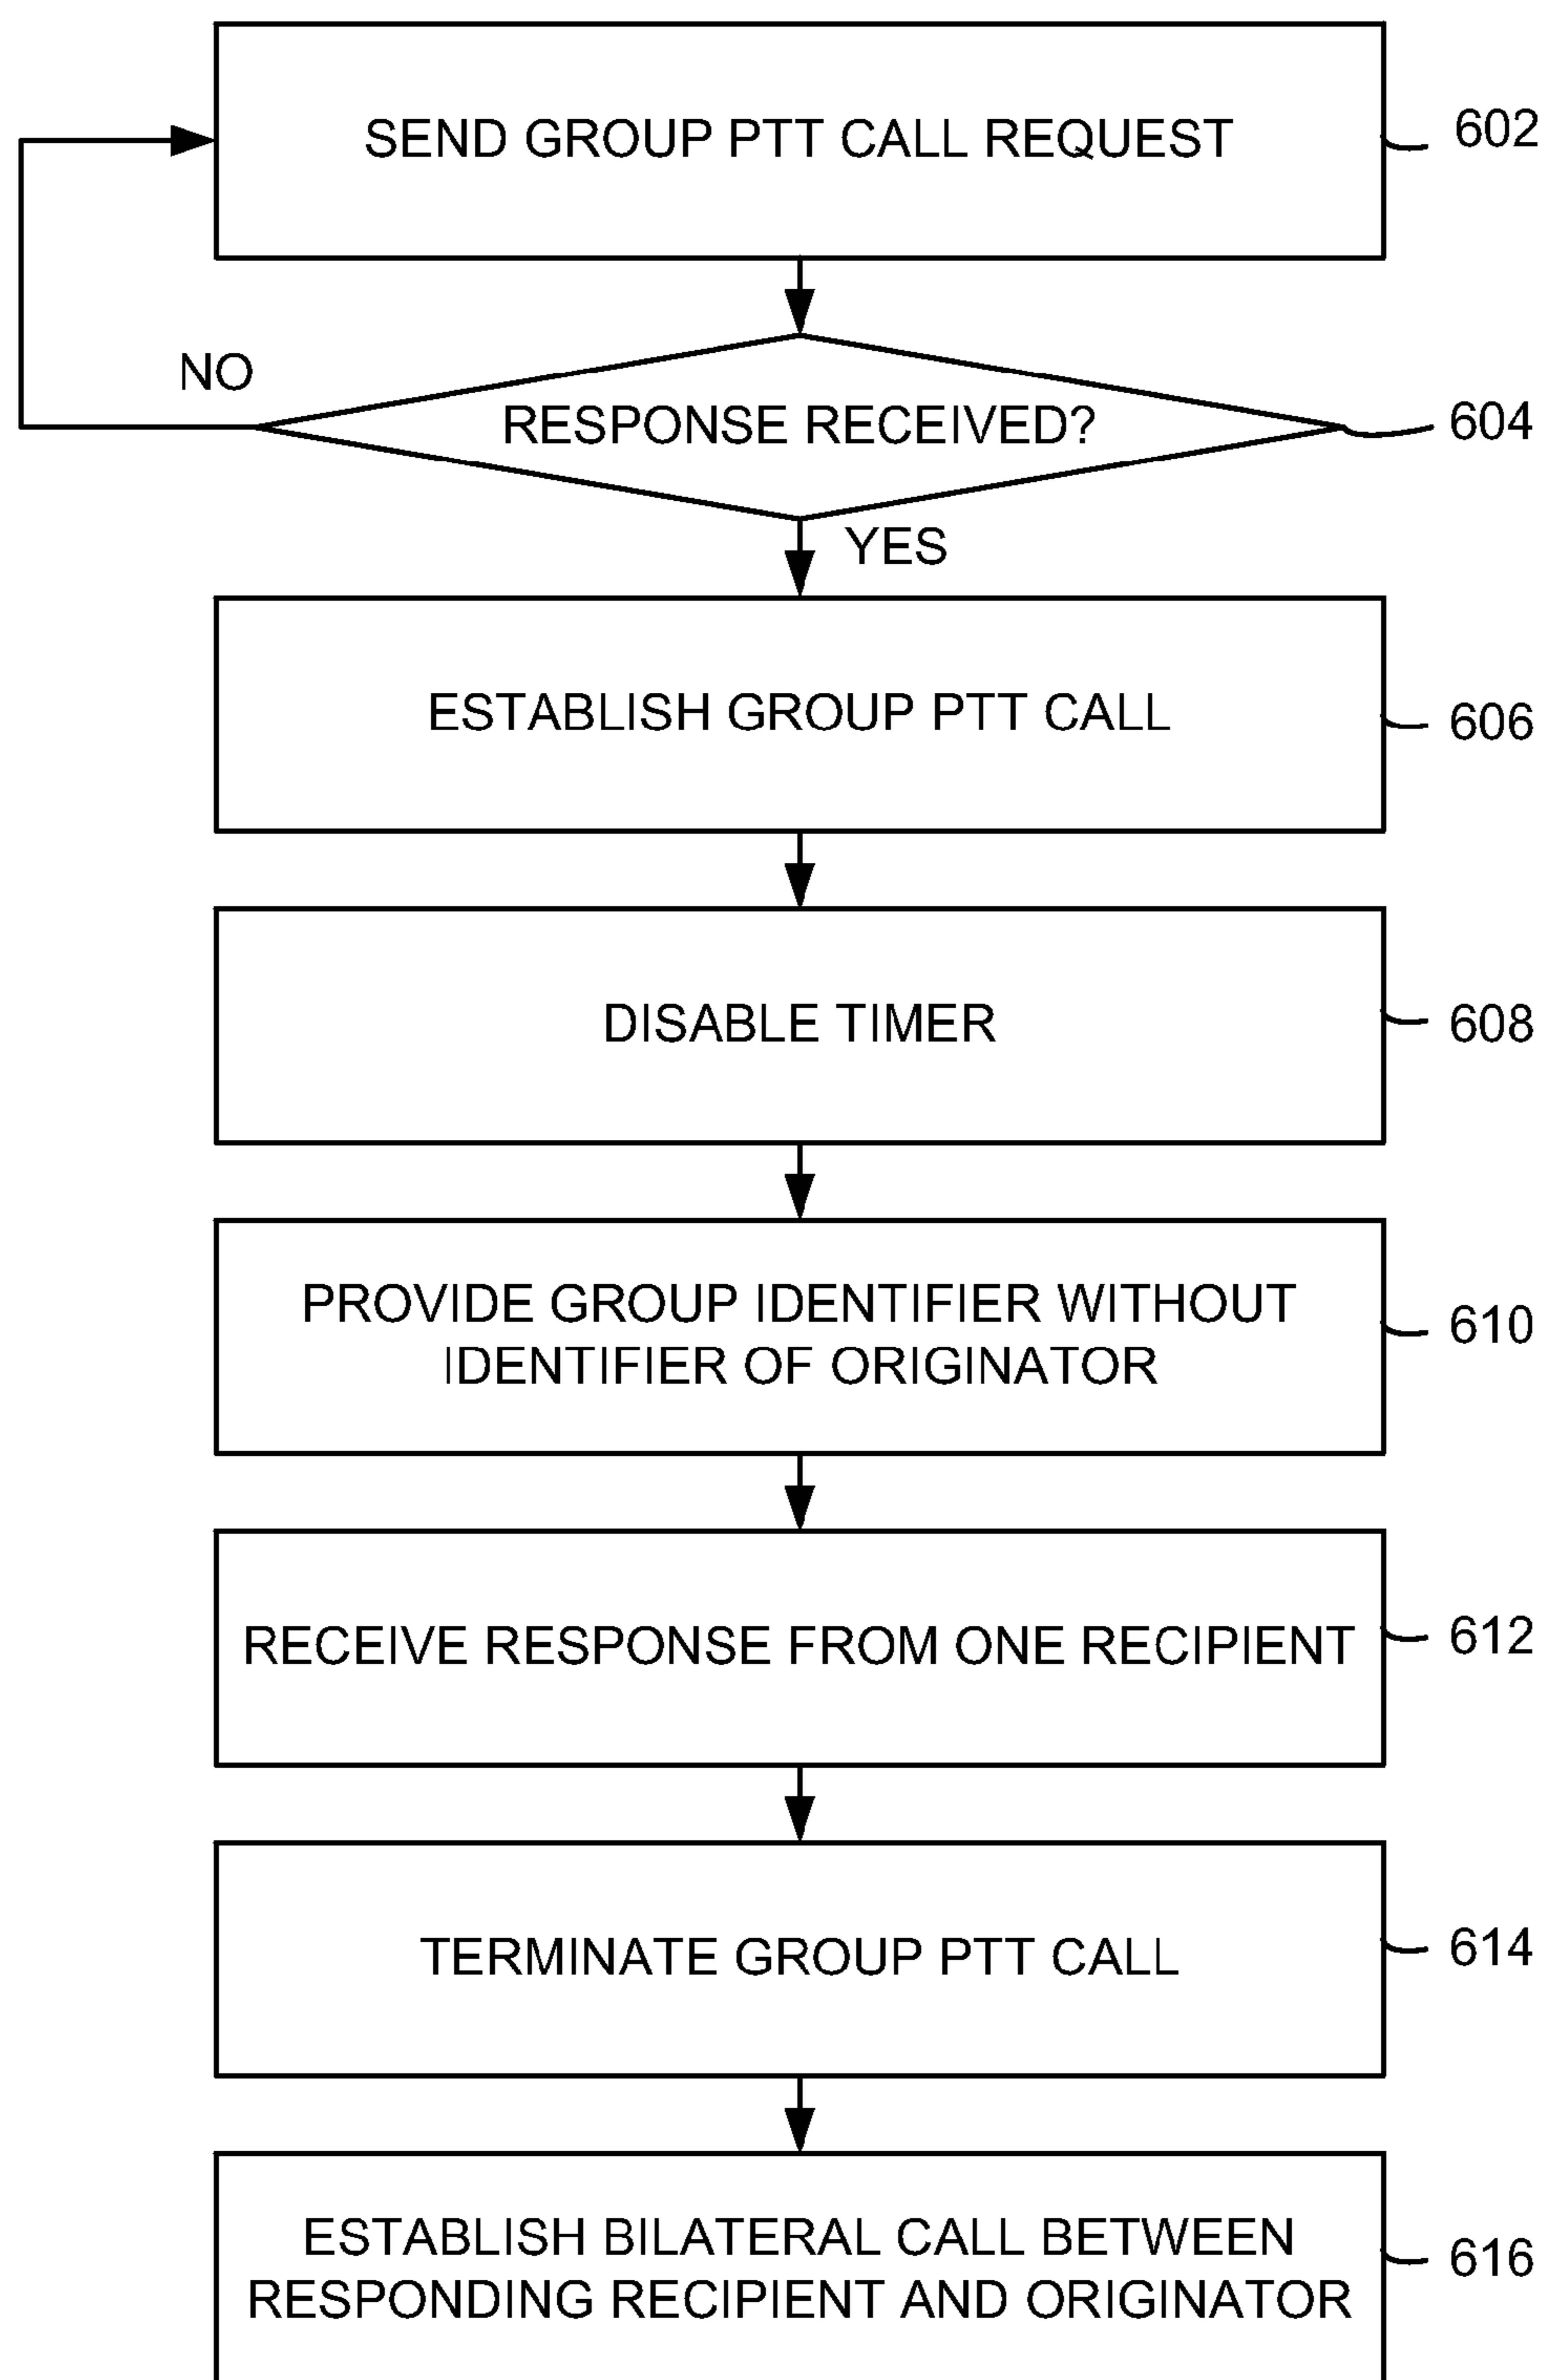 SEND GROUP PTT CALL REQUEST
602
NO
RESPONSE RECEIVED?
604
YES
ESTABLISH GROUP PTT CALL
606
DISABLE TIMER
608
PROVIDE GROUP IDENTIFIER WITHOUT
IDENTIFIER OF ORIGINATOR
610
RECEIVE RESPONSE FROM ONE RECIPIENT
612
TERMINATE GROUP PTT CALL
614
ESTABLISH BILATERAL CALL BETWEEN
RESPONDING RECIPIENT AND ORIGINATOR
616